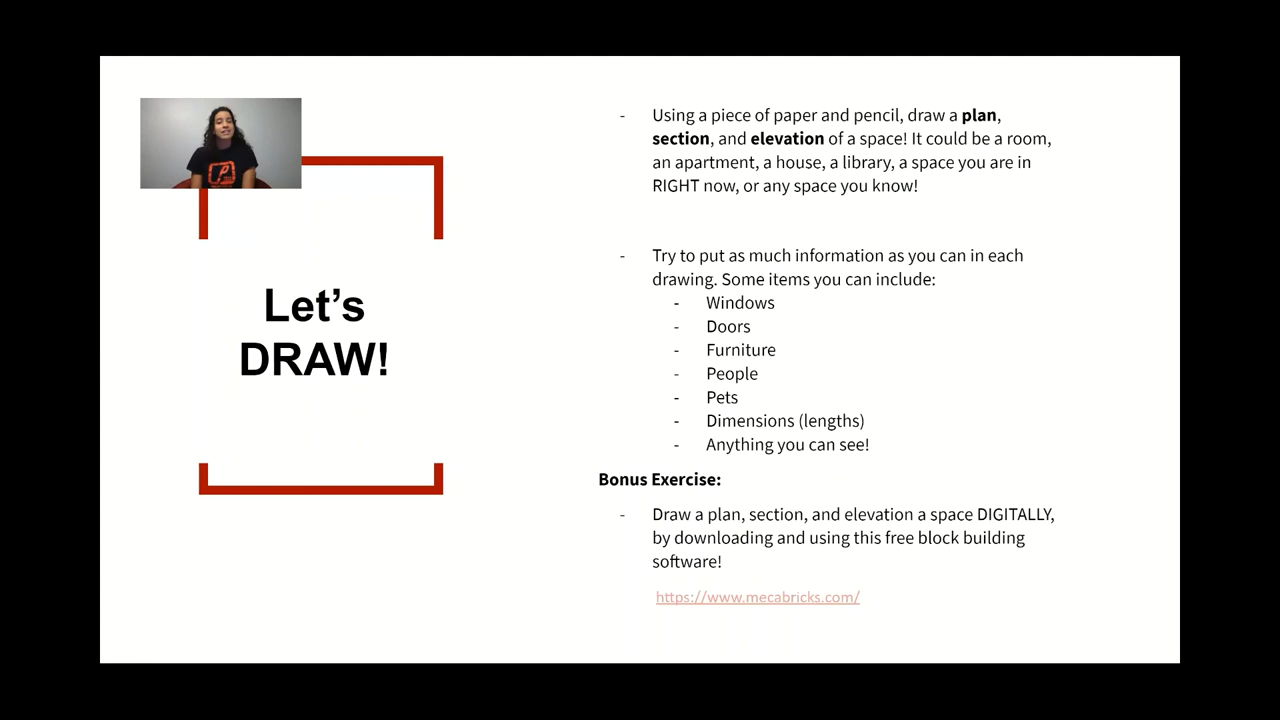 Let's
DRAW!
- Using a piece of paper and pencil, draw a plan,
section, and elevation of a space! It could be a room,
an apartment, a house, a library, a space you are in
RIGHT now, or any space you know!
- Try to put as much information as you can in each
drawing. Some items you can include:
- Windows
- Doors
- Furniture
- People
- Pets
- Dimensions (lengths)
- Anything you can see!
Bonus Exercise:
- Draw a plan, section, and elevation a space DIGITALLY,
by downloading and using this free block building
software!
https://www.mecabricks.com/